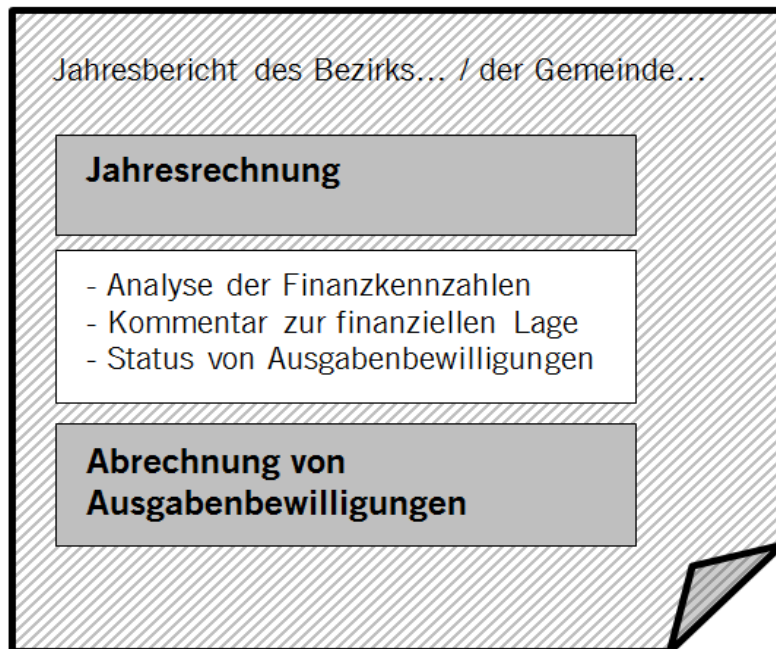 Jahresbericht des Bezirks... / der Gemeinde...
Jahresrechnung
- Analyse der Finanzkennzahlen
- Kommentar zur finanziellen Lage
- Status von Ausgabenbewilligungen
Abrechnung von
Ausgabenbewilligungen